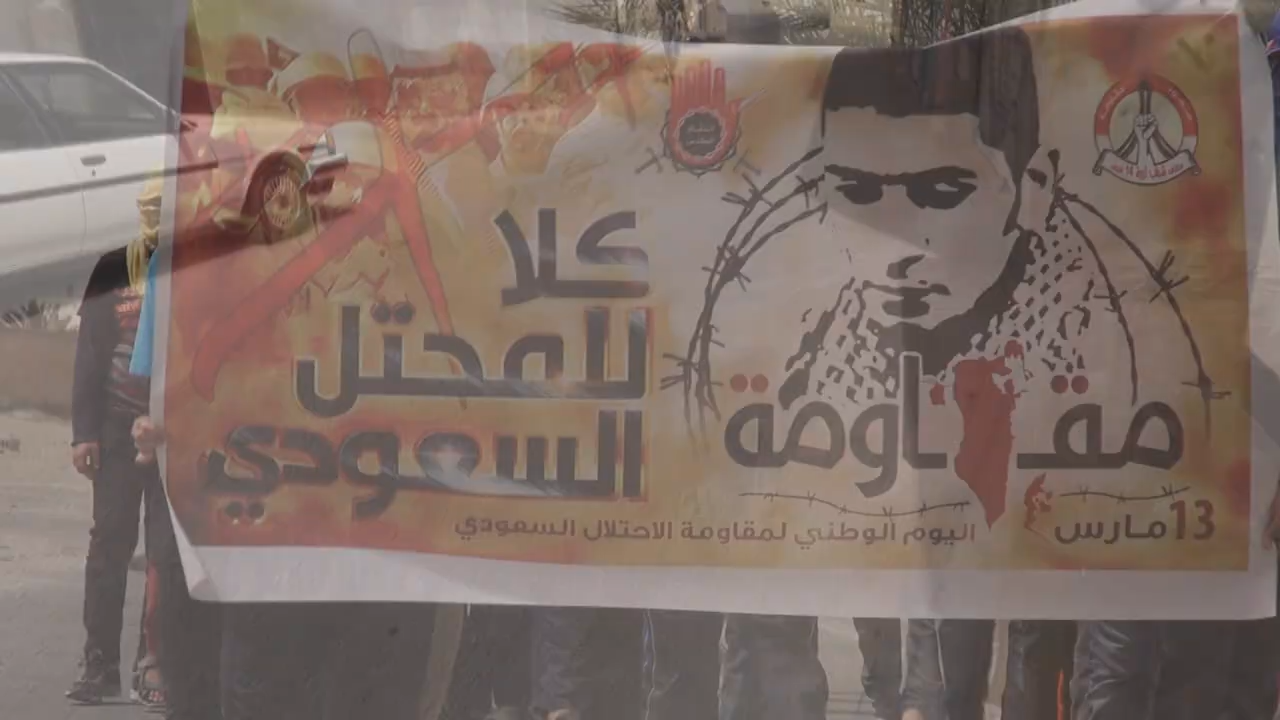 كلا
للمحتل
السعودي
مقاومة
13 مارس
اليوم الوطني لمقاومة الاحتلال السعودي